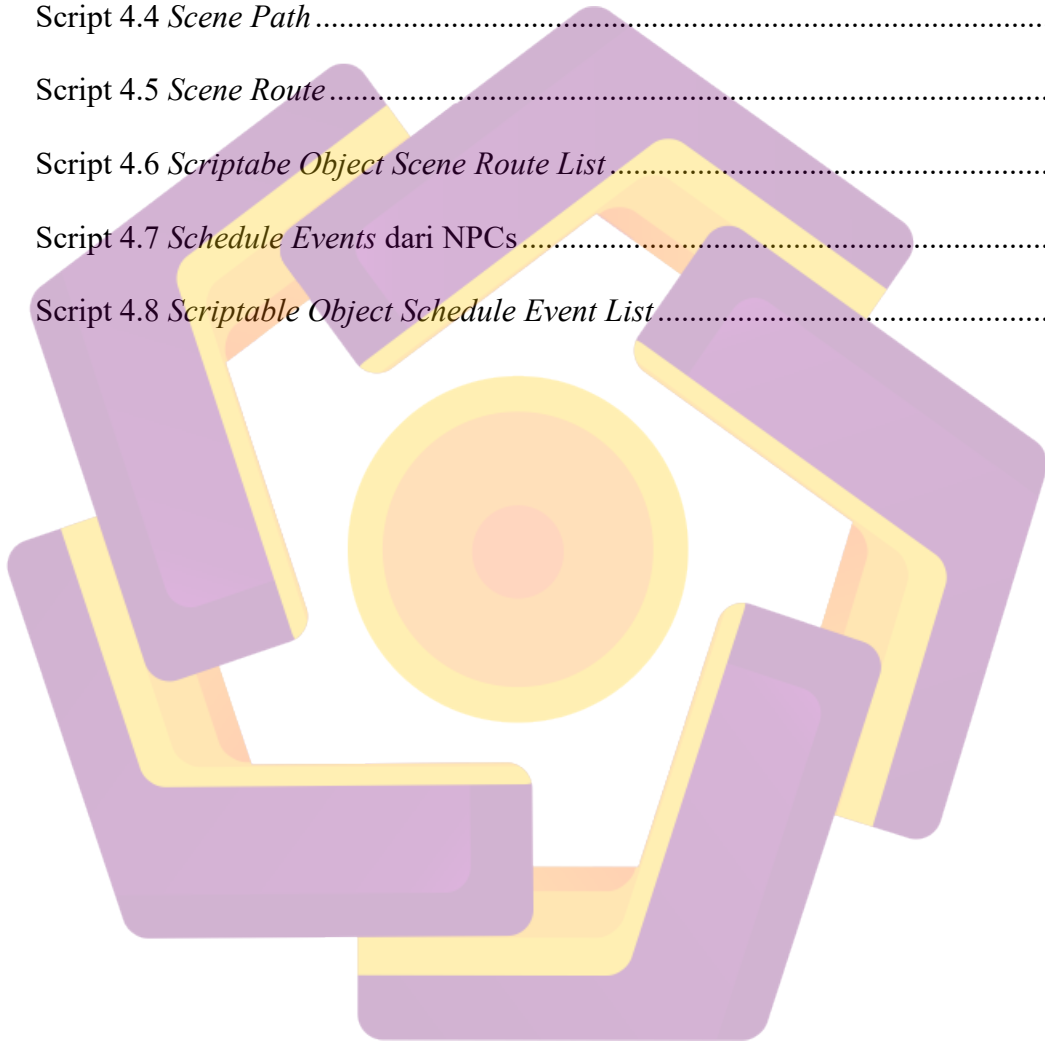 Script 4.4 Scene Path ..........................................................................................
Script 4.5 Scene Route ........................................................................................
Script 4.6 Scriptabe Object Scene Route List ......................................................
Script 4.7 Schedule Events dari NPCs .................................................................
Script 4.8 Scriptable Object Schedule Event List ................................................